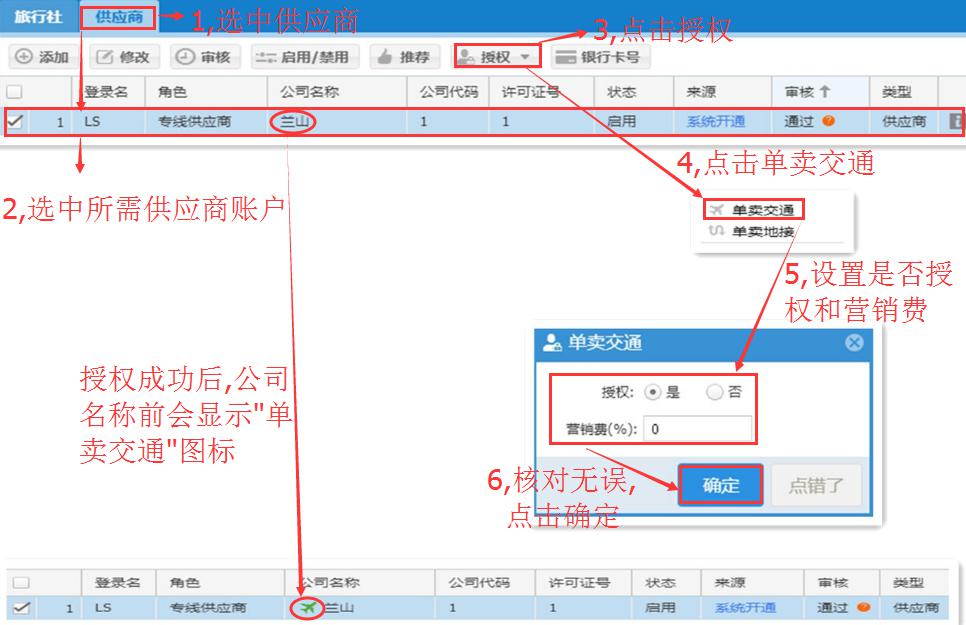 旅行社 供应商 1,选中供应商
3,点击授权
添加 修改 审核 启用/禁用 推荐 授权 银行卡号
登录名 角色 公司名称 公司代码 许可证号 状态 来源 审核 类型
1 LS 专线供应商 兰山 1 1 启用 系统开通 通过 供应商
4,点击单卖交通
2,选中所需供应商账户
单卖交通
单卖地接
5,设置是否授
权和营销费
单卖交通
授权成功后,公司
名称前会显示"单
卖交通"图标
授权: 是 否
营销费(%): 0
6,核对无误,
点击确定
确定 点错了
登录名 角色 公司名称 公司代码 许可证号 状态 来源 审核 类型
1 LS 专线供应商 兰山 1 1 启用 系统开通 通过 供应商